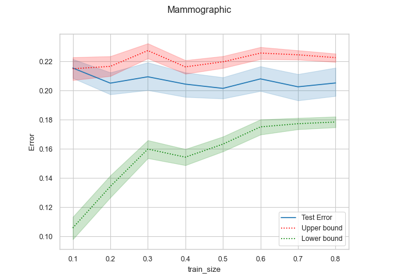 Mammographic
0.22
0.20
0.18
0.16
0.14
0.12
0.10
Error
0.1 0.2 0.3 0.4 0.5 0.6 0.7 0.8
train_size
Test Error
Upper bound
Lower bound